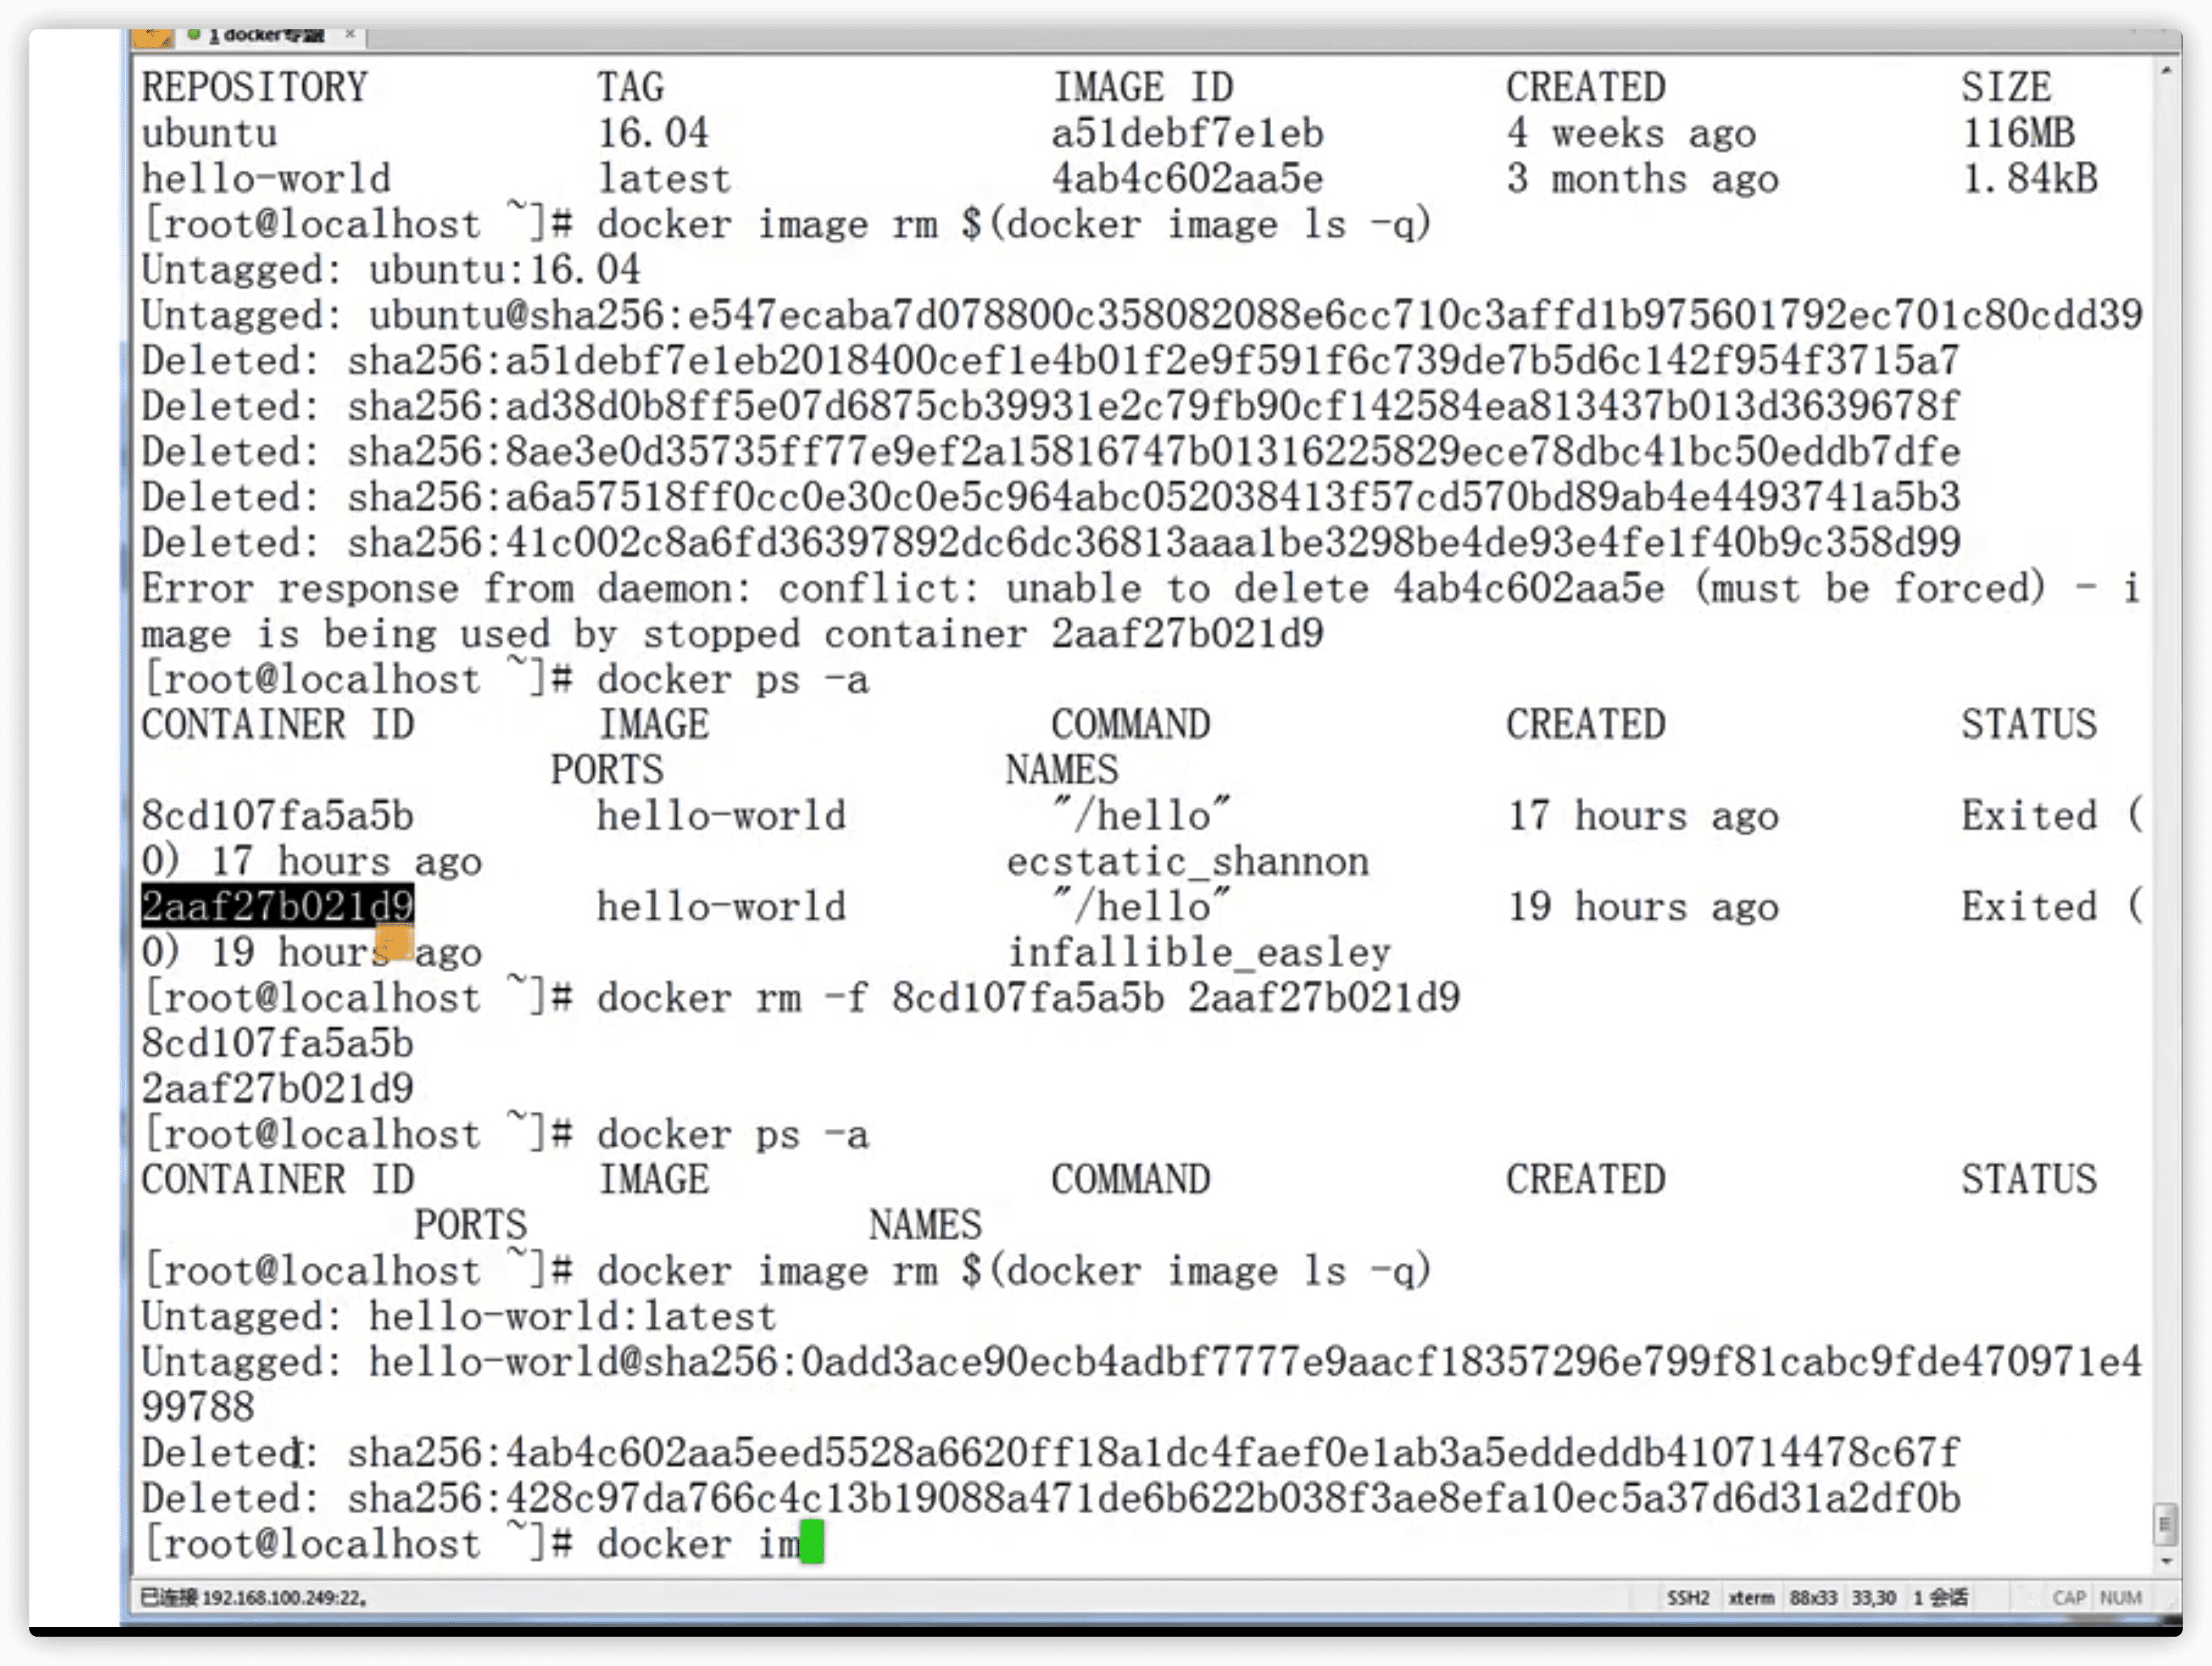 1 docker专题 ×
REPOSITORY TAG IMAGE ID CREATED SIZE
ubuntu 16.04 a51debf7e1eb 4 weeks ago 116MB
hello-world latest 4ab4c602aa5e 3 months ago 1.84kB
[root@localhost ~]# docker image rm $(docker image ls -q)
Untagged: ubuntu:16.04
Untagged: ubuntu@sha256:e547ecaba7d078800c358082088e6cc710c3affd1b975601792ec701c80cdd39
Deleted: sha256:a51debf7e1eb2018400cef1e4b01f2e9f591f6c739de7b5d6c142f954f3715a7
Deleted: sha256:ad38d0b8ff5e07d6875cb39931e2c79fb90cf142584ea813437b013d3639678f
Deleted: sha256:8ae3e0d35735ff77e9ef2a15816747b01316225829ece78dbc41bc50eddb7dfe
Deleted: sha256:a6a57518ff0cc0e30c0e5c964abc052038413f57cd570bd89ab4e4493741a5b3
Deleted: sha256:41c002c8a6fd36397892dc6dc36813aaa1be3298be4de93e4fe1f40b9c358d99
Error response from daemon: conflict: unable to delete 4ab4c602aa5e (must be forced) - i
mage is being used by stopped container 2aaf27b021d9
[root@localhost ~]# docker ps -a
CONTAINER ID IMAGE COMMAND CREATED STATUS
PORTS NAMES
8cd107fa5a5b hello-world "/hello" 17 hours ago Exited (
0) 17 hours ago ecstatic_shannon
2aaf27b021d9 hello-world "/hello" 19 hours ago Exited (
0) 19 hours ago infallible_easley
[root@localhost ~]# docker rm -f 8cd107fa5a5b 2aaf27b021d9
8cd107fa5a5b
2aaf27b021d9
[root@localhost ~]# docker ps -a
CONTAINER ID IMAGE COMMAND CREATED STATUS
PORTS NAMES
[root@localhost ~]# docker image rm $(docker image ls -q)
Untagged: hello-world:latest
Untagged: hello-world@sha256:0add3ace90ecb4adbf7777e9aacf18357296e799f81cabc9fde470971e4
99788
Deleted: sha256:4ab4c602aa5eed5528a6620ff18a1dc4faef0e1ab3a5eddeddb410714478c67f
Deleted: sha256:428c97da766c4c13b19088a471de6b622b038f3ae8efa10ec5a37d6d31a2df0b
[root@localhost ~]# docker im
已连接 192.168.100.249:22。 SSH2 xterm 88x33 33,30 1 会话 CAP NUM